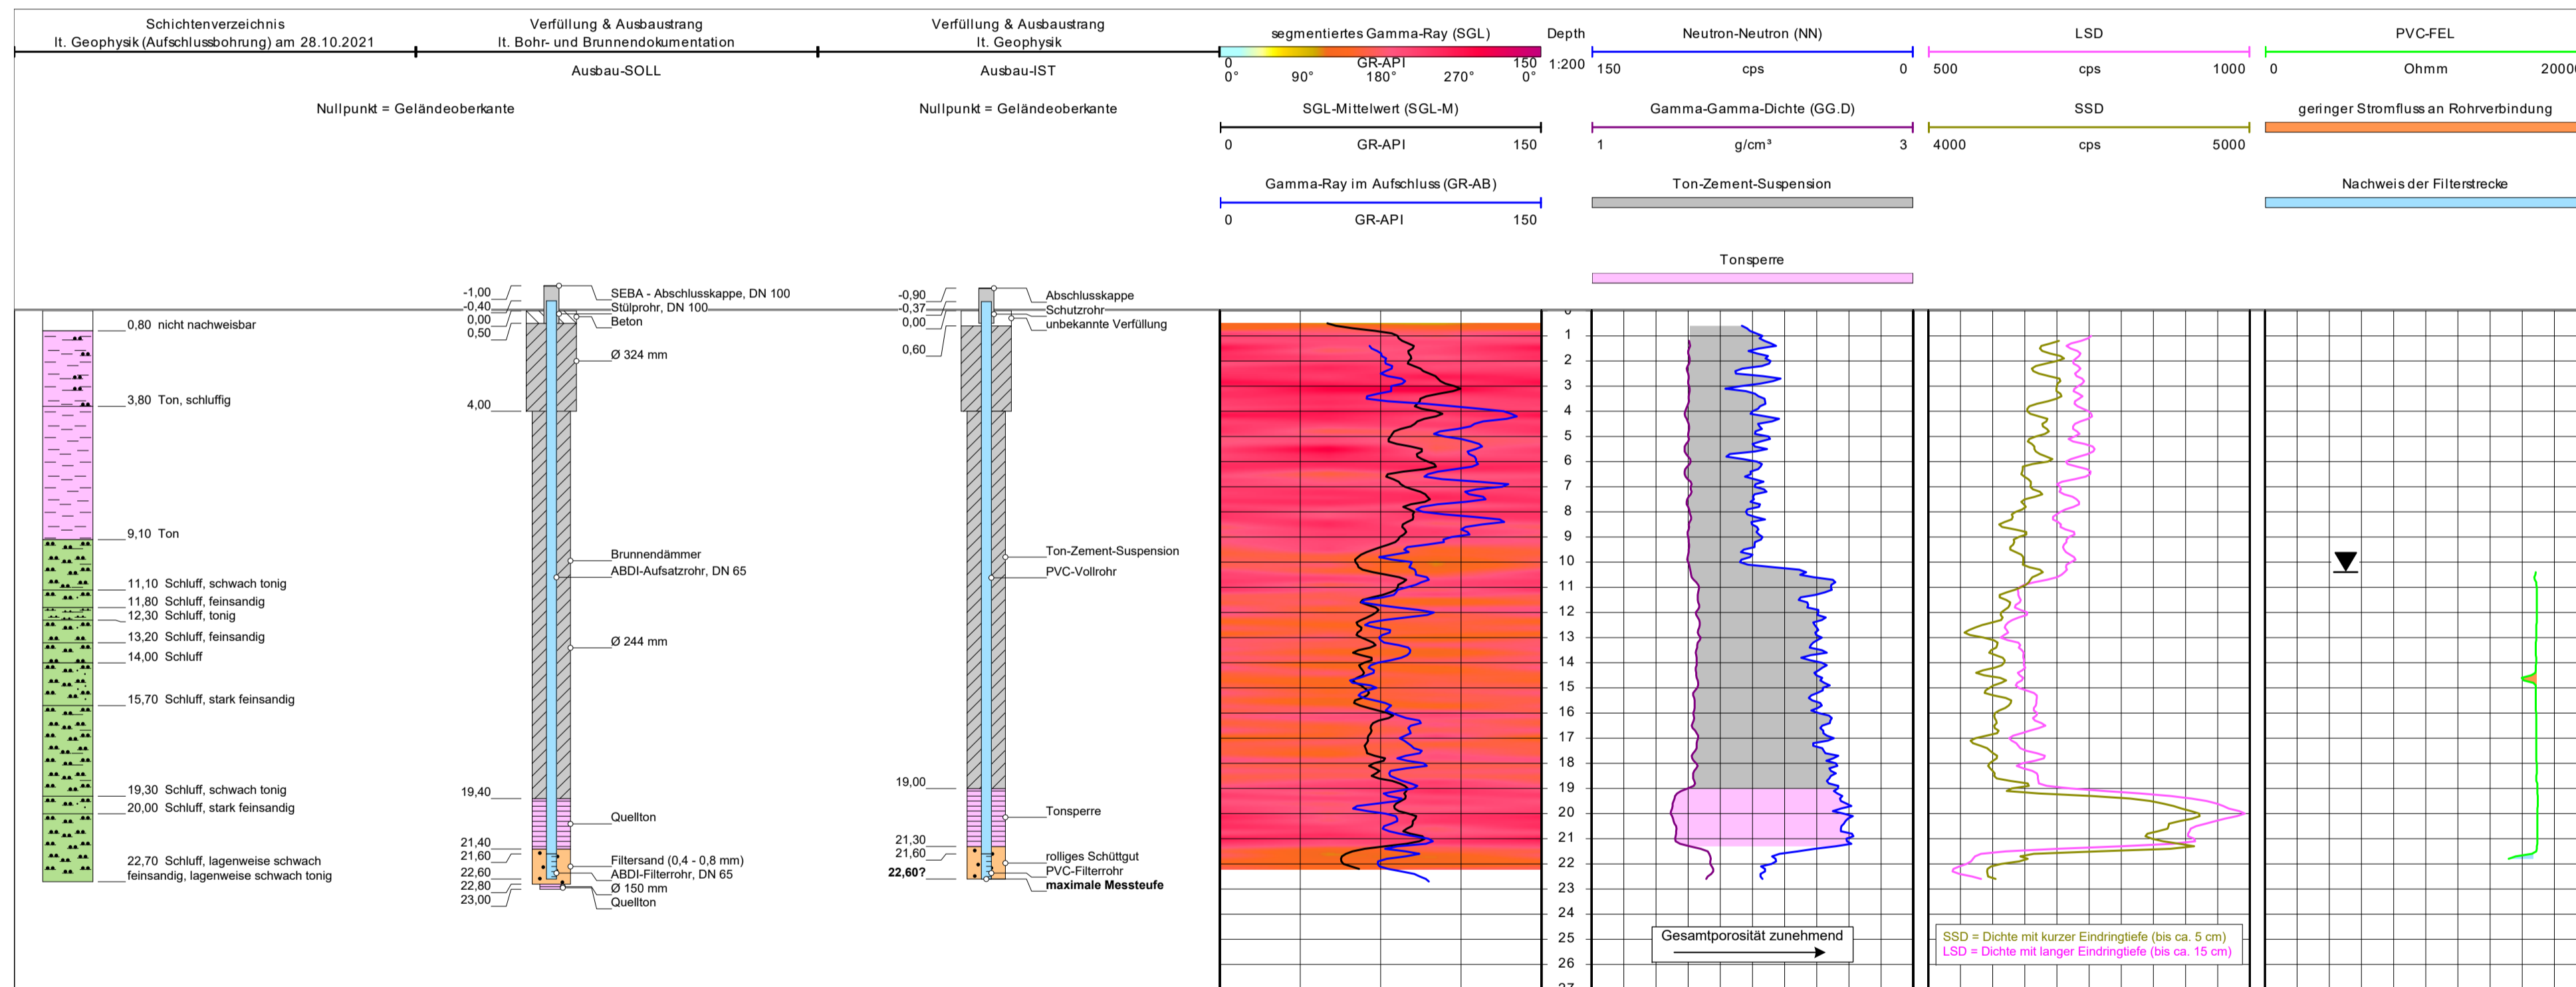 Schichtenverzeichnis
lt. Geophysik (Aufschlussbohrung) am 28.10.2021
Verfüllung & Ausbaustrang
lt. Bohr- und Brunnendokumentation
Ausbau-SOLL
Nullpunkt = Geländeoberkante
Verfüllung & Ausbaustrang
lt. Geophysik
Ausbau-IST
Nullpunkt = Geländeoberkante
segmentiertes Gamma-Ray (SGL)
0 GR-API 150
0° 90° 180° 270° 0°
SGL-Mittelwert (SGL-M)
0 GR-API 150
Gamma-Ray im Aufschluss (GR-AB)
0 GR-API 150
Depth
1:200
Neutron-Neutron (NN)
150 cps 0
Gamma-Gamma-Dichte (GG.D)
1 g/cm³ 3
Ton-Zement-Suspension
Tonsperre
LSD
500 cps 1000
SSD
4000 cps 5000
PVC-FEL
0 Ohmm
geringer Stromfluss an Rohrverbindung
Nachweis der Filterstrecke
0,80 nicht nachweisbar
3,80 Ton, schluffig
9,10 Ton
11,10 Schluff, schwach tonig
11,80 Schluff, feinsandig
12,30 Schluff, tonig
13,20 Schluff, feinsandig
14,00 Schluff
15,70 Schluff, stark feinsandig
19,30 Schluff, schwach tonig
20,00 Schluff, stark feinsandig
22,70 Schluff, lagenweise schwach
feinsandig, lagenweise schwach tonig
-1,00
-0,40
0,00
0,50
4,00
19,40
21,40
21,60
22,60
22,80
23,00
SEBA - Abschlusskappe, DN 100
Stülprohr, DN 100
Beton
Ø 324 mm
Brunnendämmer
ABDI-Aufsatzrohr, DN 65
Ø 244 mm
Quellton
Filtersand (0,4 - 0,8 mm)
ABDI-Filterrohr, DN 65
Ø 150 mm
Quellton
-0,90
-0,37
0,00
0,60
19,00
21,30
21,60
22,60?
Abschlusskappe
Schutzrohr
unbekannte Verfüllung
Ton-Zement-Suspension
PVC-Vollrohr
Tonsperre
rolliges Schüttgut
PVC-Filterrohr
maximale Messteufe
1
2
3
4
5
6
7
8
9
10
11
12
13
14
15
16
17
18
19
20
21
22
23
24
25
26
Gesamtporosität zunehmend
SSD = Dichte mit kurzer Eindringtiefe (bis ca. 5 cm)
LSD = Dichte mit langer Eindringtiefe (bis ca. 15 cm)